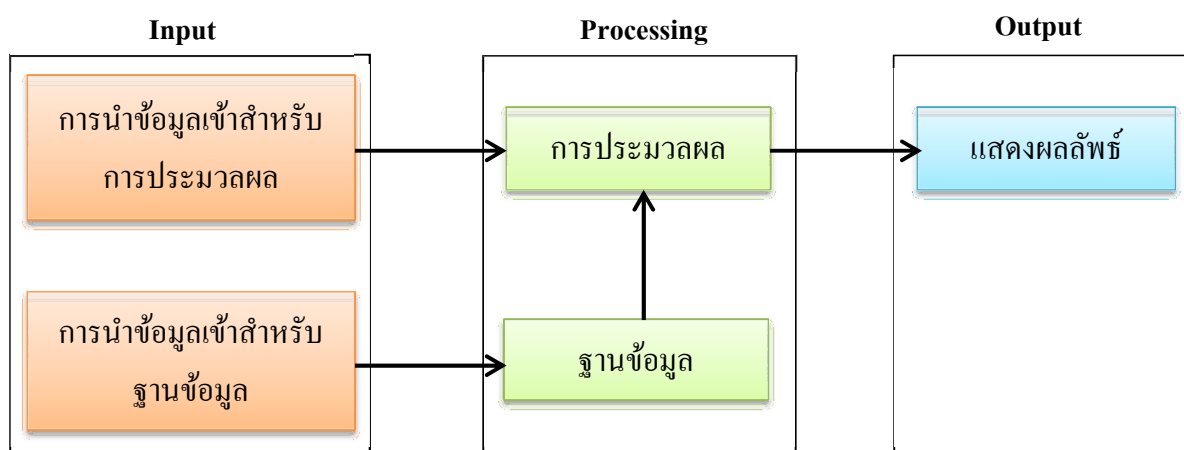 Input
Processing
Output
การนำข้อมูลเข้าสำหรับ
การประมวลผล
การประมวลผล
แสดงผลลัพธ์
การนำข้อมูลเข้าสำหรับ
ฐานข้อมูล
ฐานข้อมูล